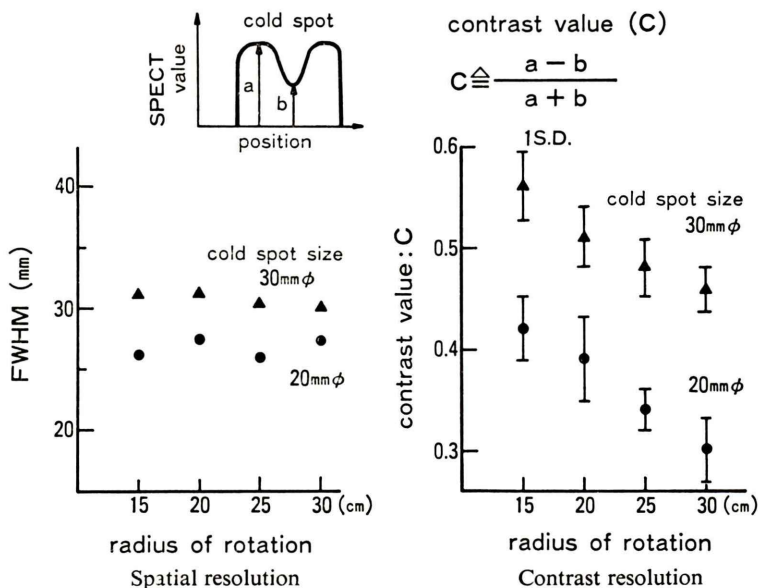 cold spot
SPECT
value
a
b
position
contrast value (C)
C≙ a − b
a + b
40
30
20
FWHM (mm)
cold spot size
30mmϕ
20mmϕ
15 20 25 30 (cm)
radius of rotation
Spatial resolution
1S.D.
0.6
0.5
0.4
0.3
contrast value : C
cold spot size
30mmϕ
20mmϕ
15 20 25 30 (cm)
radius of rotation
Contrast resolution